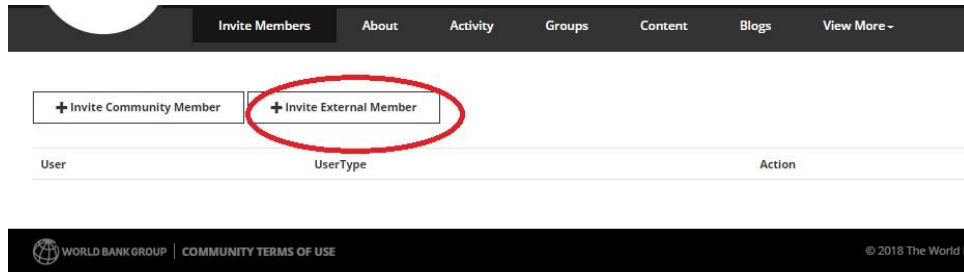 Invite Members About Activity Groups Content Blogs View More
+ Invite Community Member + Invite External Member
User UserType Action
WORLD BANK GROUP | COMMUNITY TERMS OF USE © 2018 The World